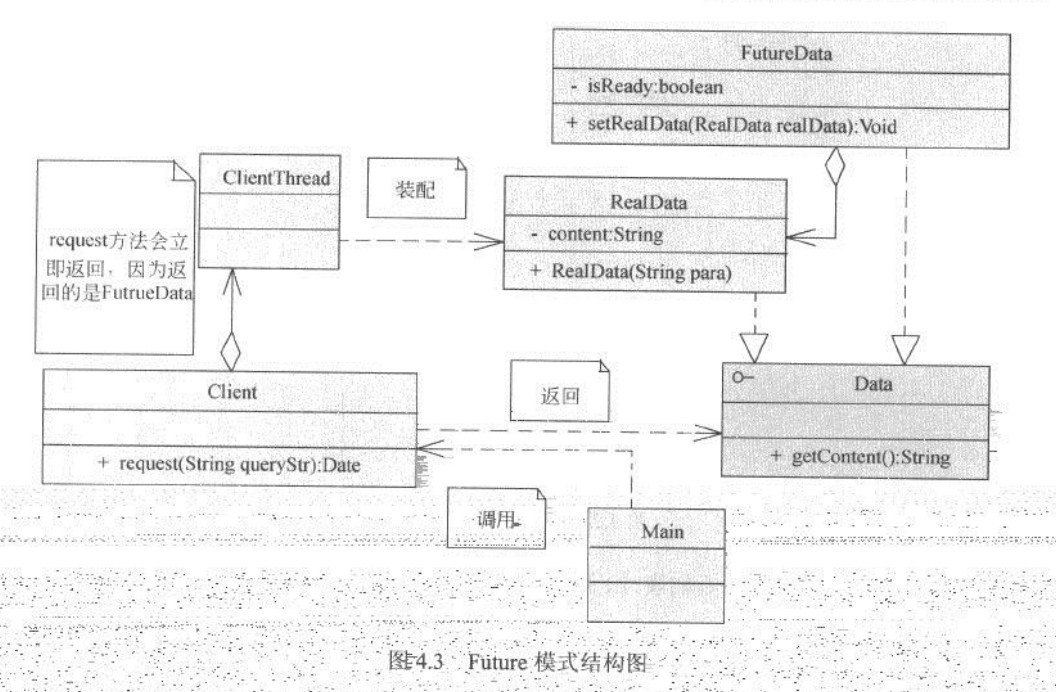 FutureData
- isReady:boolean
+ setRealData(RealData realData):Void
ClientThread
装配
RealData
- content:String
+ RealData(String para)
request方法会立
即返回，因为返
回的是FutrueData
Client
+ request(String queryStr):Date
返回
Data
+ getContent():String
调用
Main
图4.3 Future 模式结构图